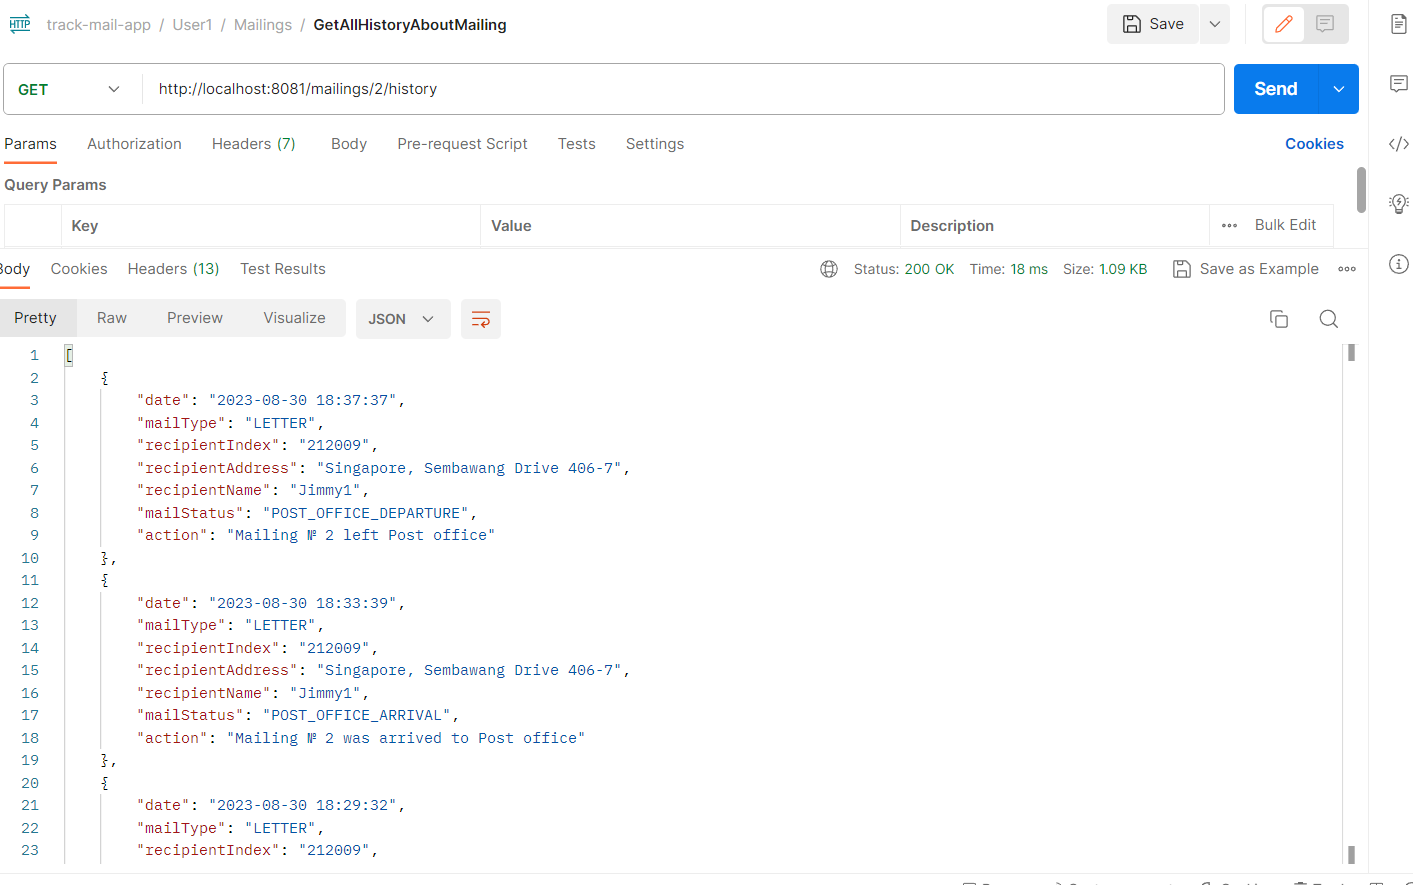 HTTP track-mail-app / User1 / Mailings / GetAllHistoryAboutMailing Save
GET http://localhost:8081/mailings/2/history Send
Params Authorization Headers (7) Body Pre-request Script Tests Settings Cookies
Query Params
Key Value Description Bulk Edit
Body Cookies Headers (13) Test Results Status: 200 OK Time: 18 ms Size: 1.09 KB Save as Example
Pretty Raw Preview Visualize JSON
1 [
2 {
3 "date": "2023-08-30 18:37:37",
4 "mailType": "LETTER",
5 "recipientIndex": "212009",
6 "recipientAddress": "Singapore, Sembawang Drive 406-7",
7 "recipientName": "Jimmy1",
8 "mailStatus": "POST_OFFICE_DEPARTURE",
9 "action": "Mailing № 2 left Post office"
10 },
11 {
12 "date": "2023-08-30 18:33:39",
13 "mailType": "LETTER",
14 "recipientIndex": "212009",
15 "recipientAddress": "Singapore, Sembawang Drive 406-7",
16 "recipientName": "Jimmy1",
17 "mailStatus": "POST_OFFICE_ARRIVAL",
18 "action": "Mailing № 2 was arrived to Post office"
19 },
20 {
21 "date": "2023-08-30 18:29:32",
22 "mailType": "LETTER",
23 "recipientIndex": "212009",